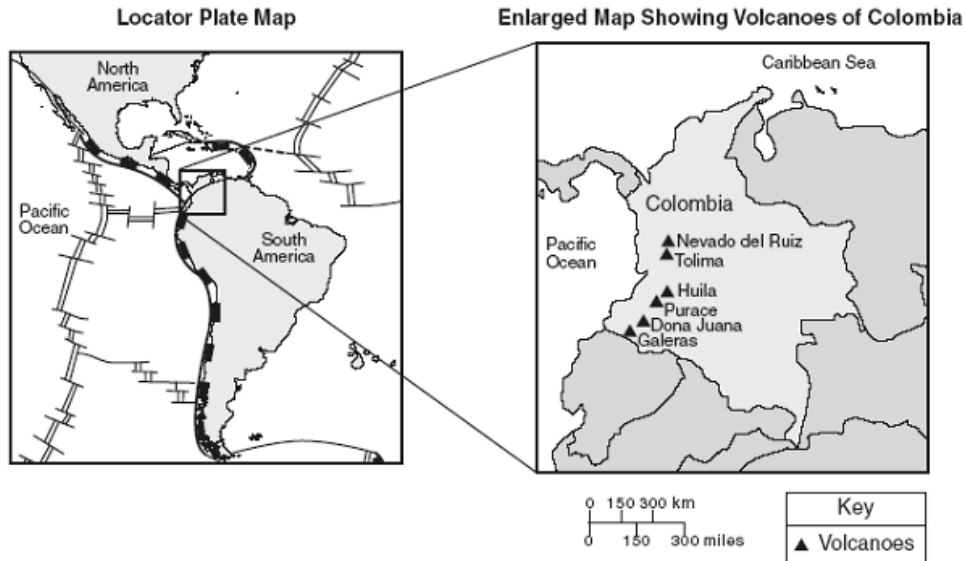 Locator Plate Map
North
America
Pacific
Ocean
South
America
Enlarged Map Showing Volcanoes of Colombia
Caribbean Sea
Colombia
Pacific
Ocean
Nevado del Ruiz
Tolima
Huila
Purace
Dona Juana
Galeras
0 150 300 km
0 150 300 miles
Key
▲ Volcanoes